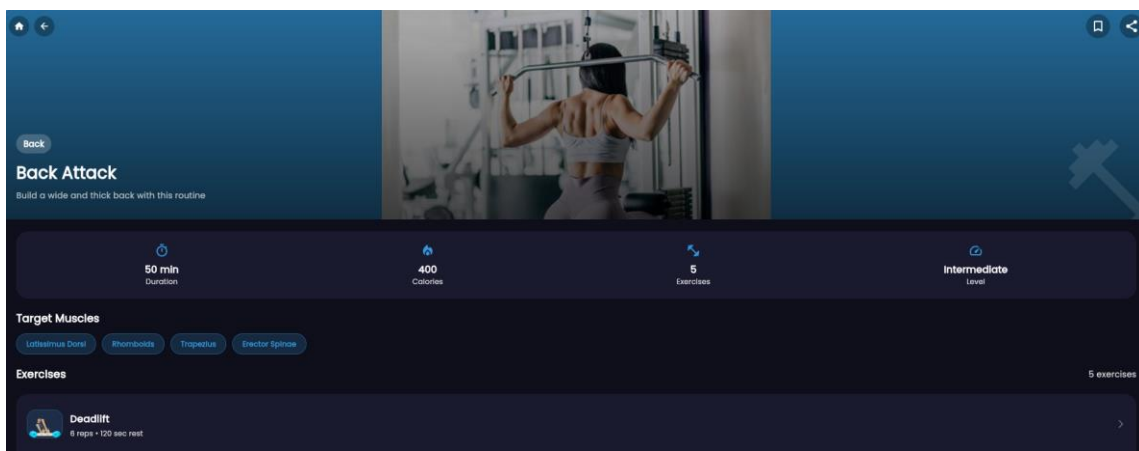 Back
Back Attack
Build a wide and thick back with this routine
50 min
Duration
400
Calories
5
Exercises
Intermediate
Level
Target Muscles
Latissimus Dorsi
Rhomboids
Trapezius
Erector Spinae
Exercises
5 exercises
Deadlift
6 reps • 120 sec rest